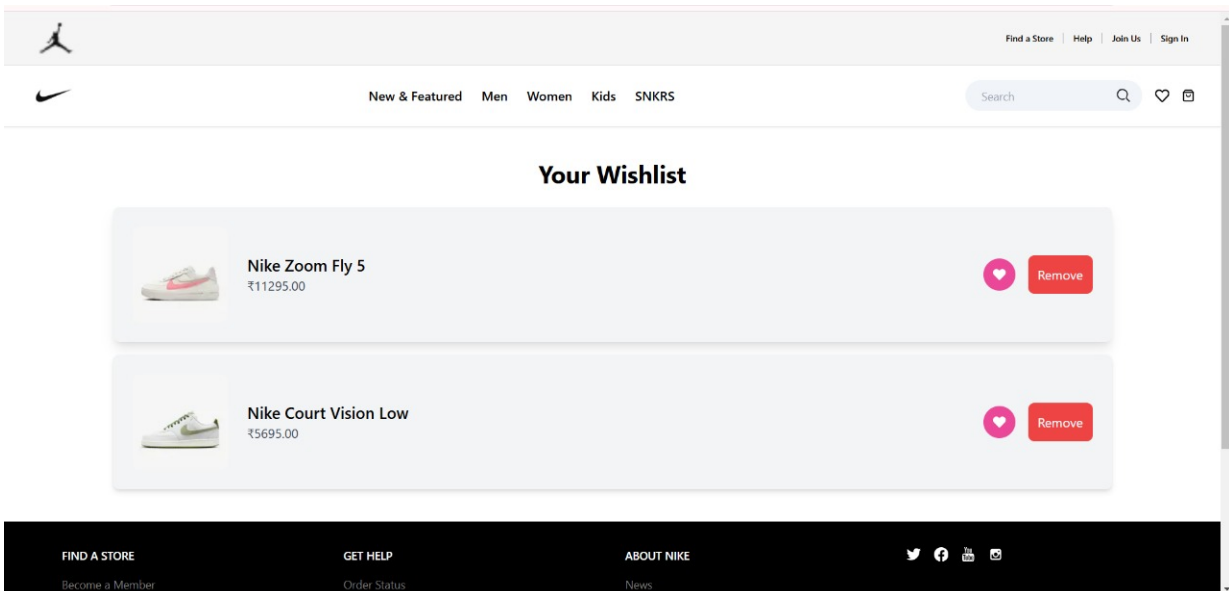 Find a Store | Help | Join Us | Sign In
New & Featured Men Women Kids SNKRS Search
Your Wishlist
Nike Zoom Fly 5
₹11295.00
Remove
Nike Court Vision Low
₹5695.00
Remove
FIND A STORE GET HELP ABOUT NIKE
Become a Member Order Status News